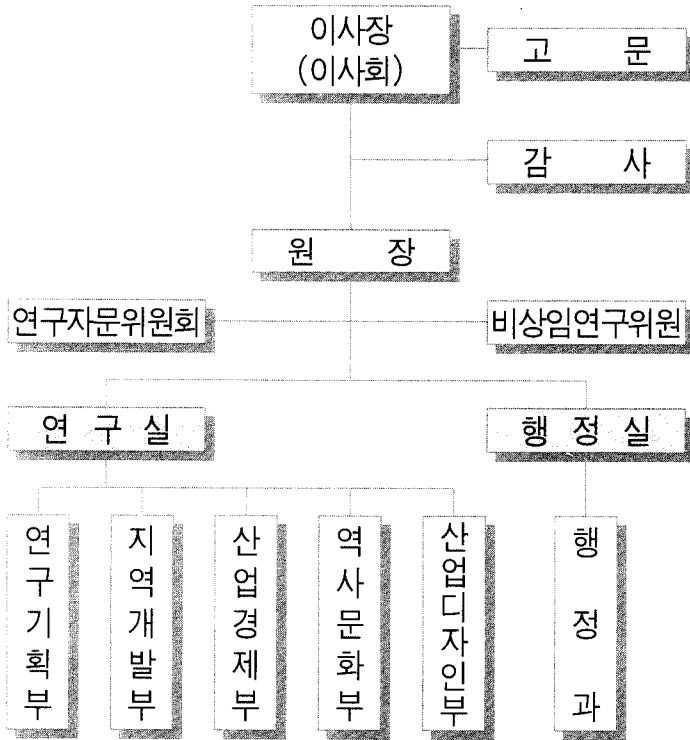 이사장
(이사회)
고 문
감 사
원 장
연구자문위원회
비상임연구위원
연 구 실
행 정 실
연구기획부
지역개발부
산업경제부
역사문화부
산업디자인부
행 정 과